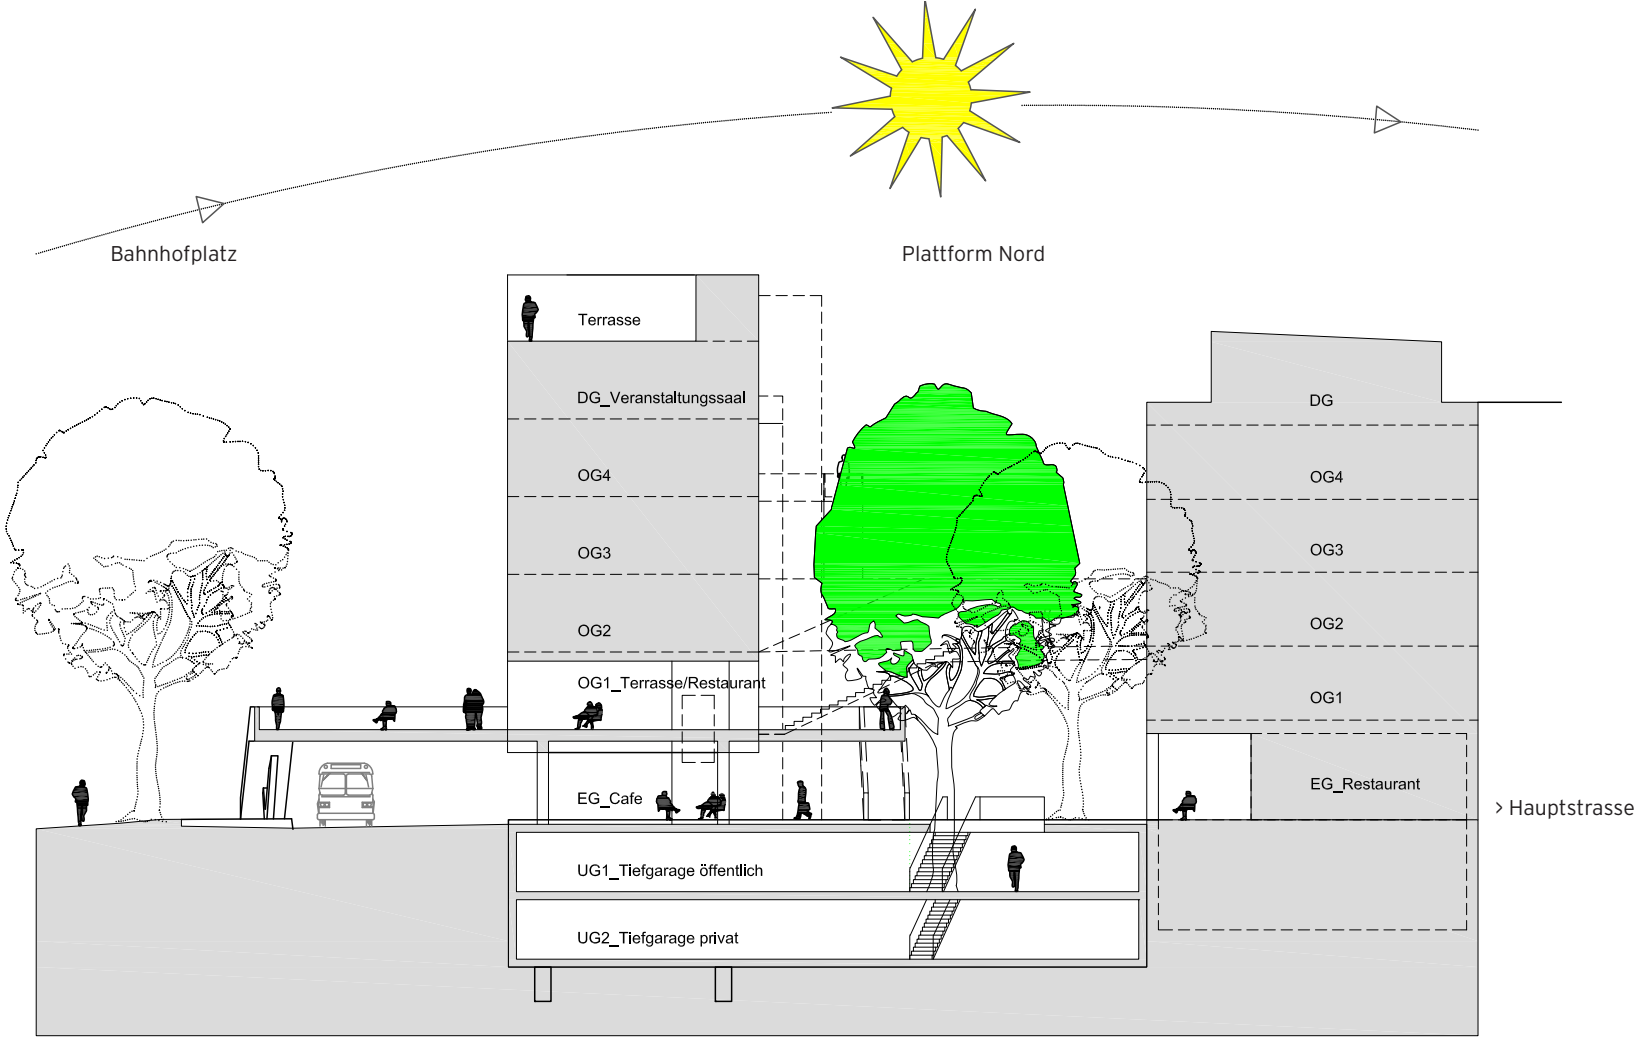 Bahnhofplatz
Plattform Nord
Terrasse
DG_Veranstaltungssaal
OG4
OG3
OG2
OG1_Terrasse/Restaurant
EG_Cafe
UG1_Tiefgarage öffentlich
UG2_Tiefgarage privat
DG
OG4
OG3
OG2
OG1
EG_Restaurant
> Hauptstrasse